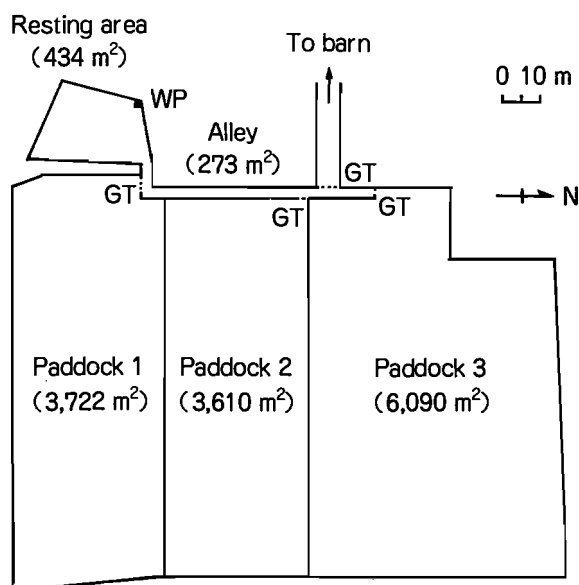 Resting area
(434 m²)
To barn
0 10 m
WP
Alley
(273 m²)
GT
GT
GT
GT
N
Paddock 1
(3,722 m²)
Paddock 2
(3,610 m²)
Paddock 3
(6,090 m²)